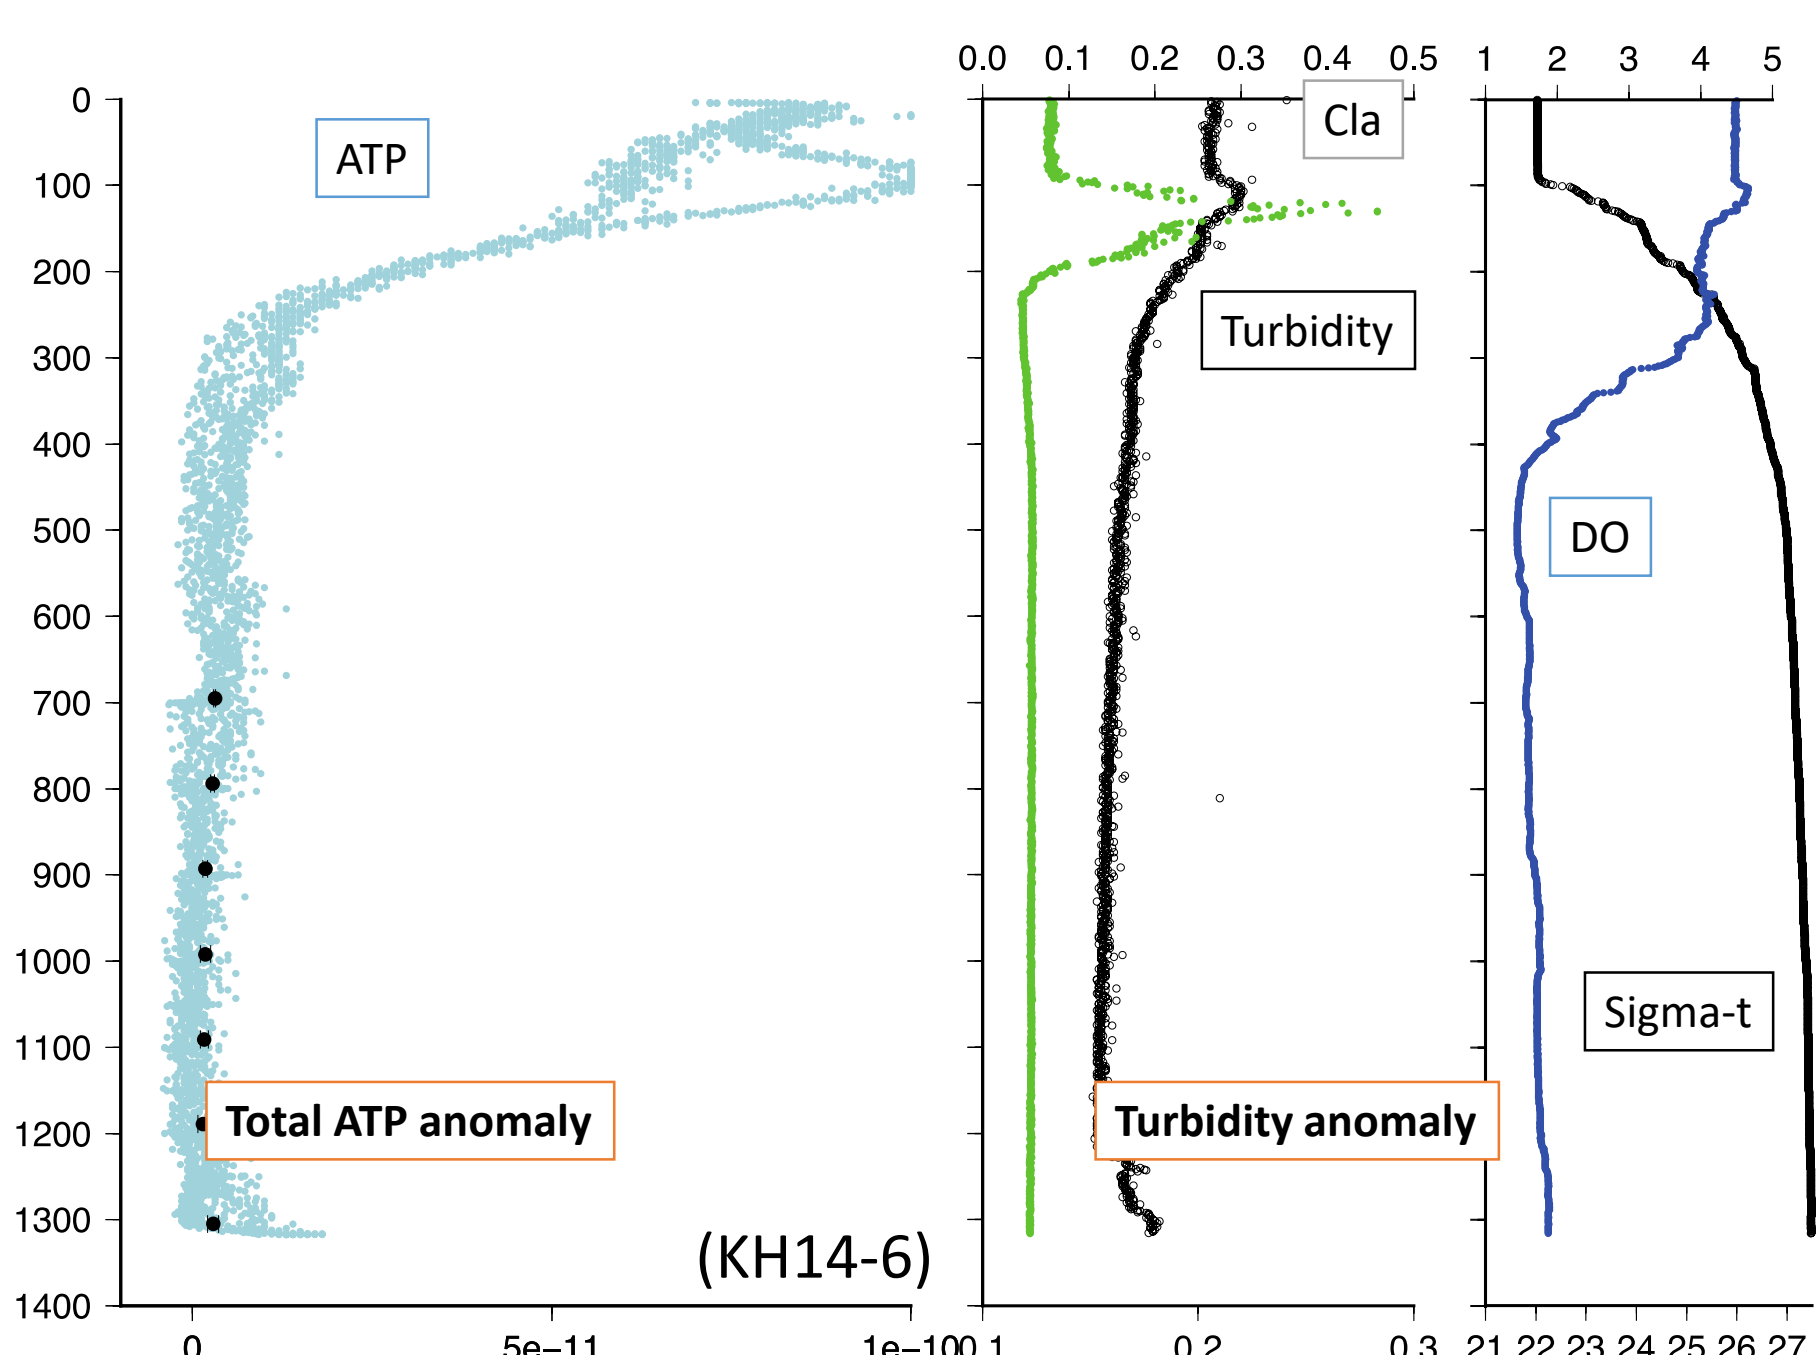 0.0 0.1 0.2 0.3 0.4 0.5
1 2 3 4 5
0
100
200
300
400
500
600
700
800
900
1000
1100
1200
1300
1400
ATP
Cla
Turbidity
DO
Sigma-t
Total ATP anomaly
Turbidity anomaly
(KH14-6)
0 5e−11 1e−10
0.1 0.2 0.3
21 22 23 24 25 26 27